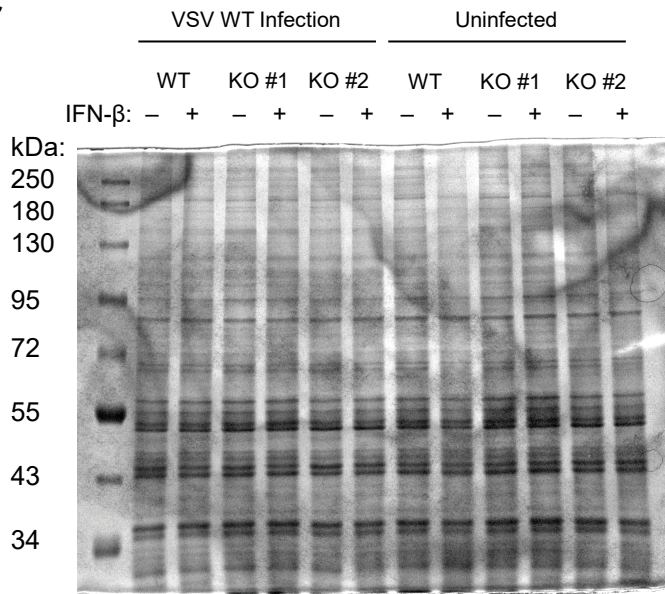 VSV WT Infection Uninfected
WT KO #1 KO #2 WT KO #1 KO #2
IFN-β: – + – + – + – + – + – +
kDa:
250
180
130
95
72
55
43
34